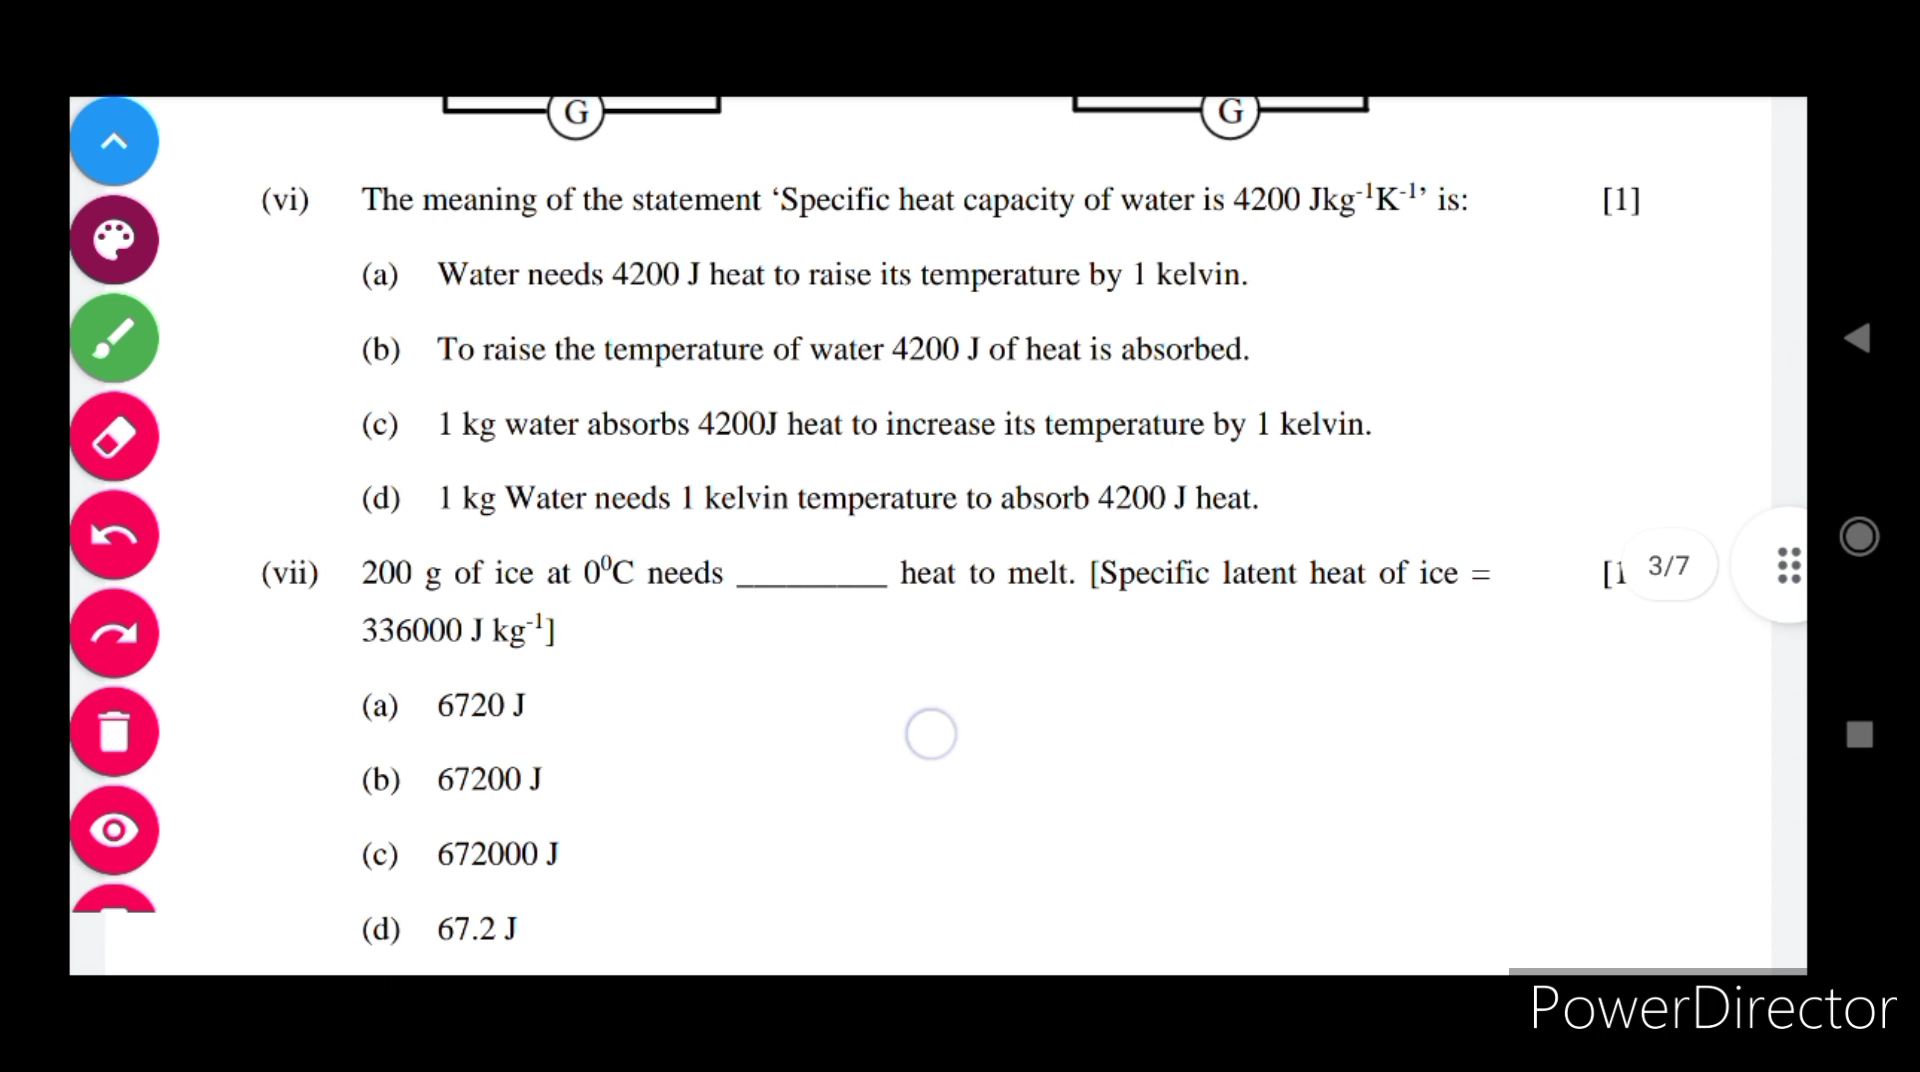 G G
(vi) The meaning of the statement ‘Specific heat capacity of water is 4200 Jkg⁻¹K⁻¹’ is: [1]
(a) Water needs 4200 J heat to raise its temperature by 1 kelvin.
(b) To raise the temperature of water 4200 J of heat is absorbed.
(c) 1 kg water absorbs 4200J heat to increase its temperature by 1 kelvin.
(d) 1 kg Water needs 1 kelvin temperature to absorb 4200 J heat.
(vii) 200 g of ice at 0⁰C needs _________ heat to melt. [Specific latent heat of ice = [1 3/7
336000 J kg⁻¹]
(a) 6720 J
(b) 67200 J
(c) 672000 J
(d) 67.2 J
PowerDirector